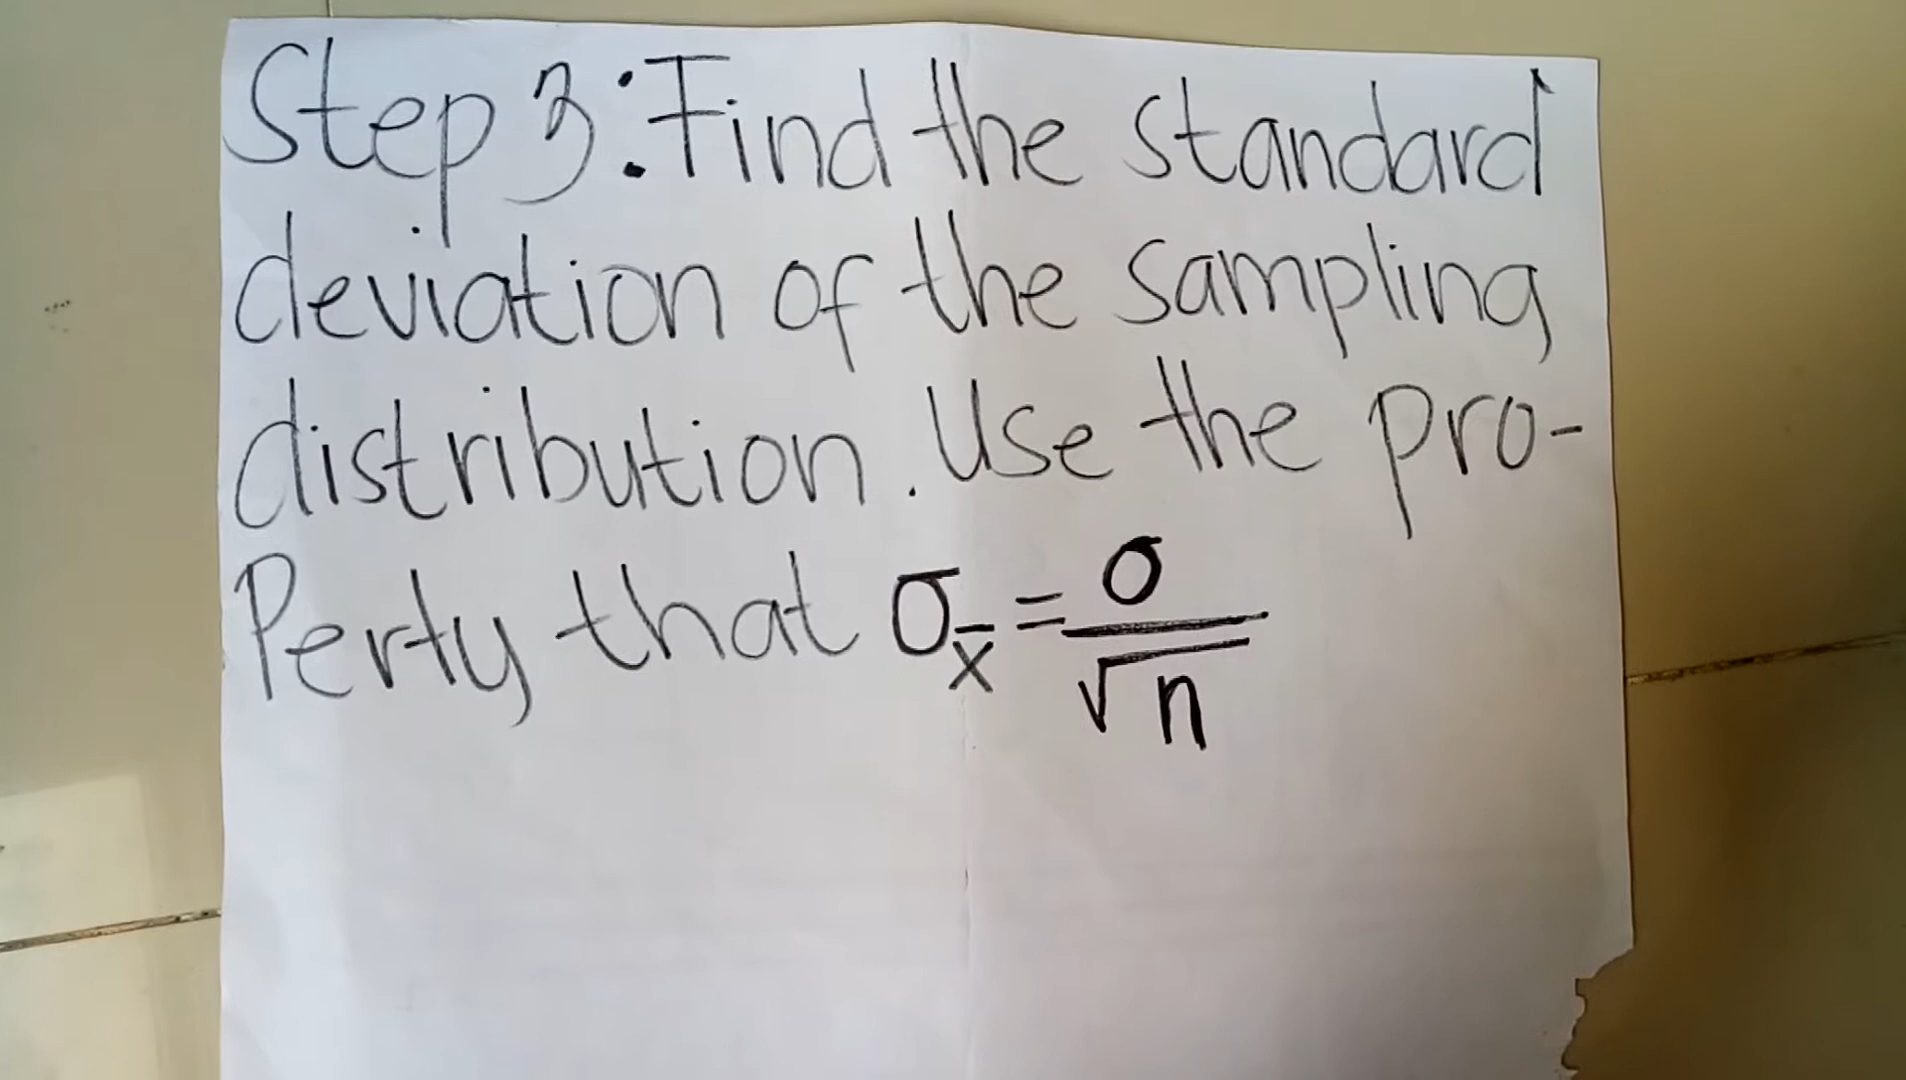 Step 3: Find the standard
deviation of the sampling
distribution. Use the pro-
Perty that σx̅ = σ/√n